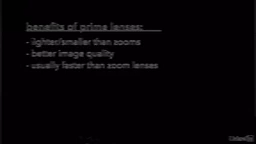 benefits of prime lenses:
- lighter/smaller than zooms
- better image quality
- usually faster than zoom lenses